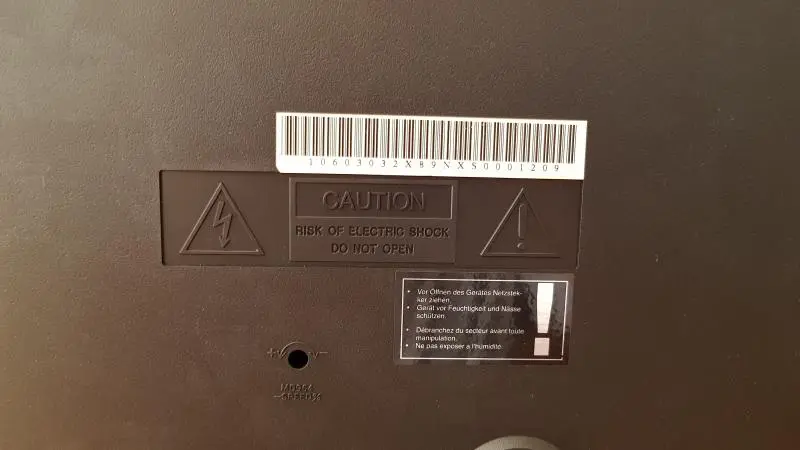 10603032X89NXS0001209
CAUTION
RISK OF ELECTRIC SHOCK
DO NOT OPEN
• Vor Öffnen des Gerätes Netzstek-
ker ziehen.
• Gerät vor Feuchtigkeit und Nässe
schützen.
• Débranchez du secteur avant toute
manipulation.
• Ne pas exposer a l'humidité.
!
+ -